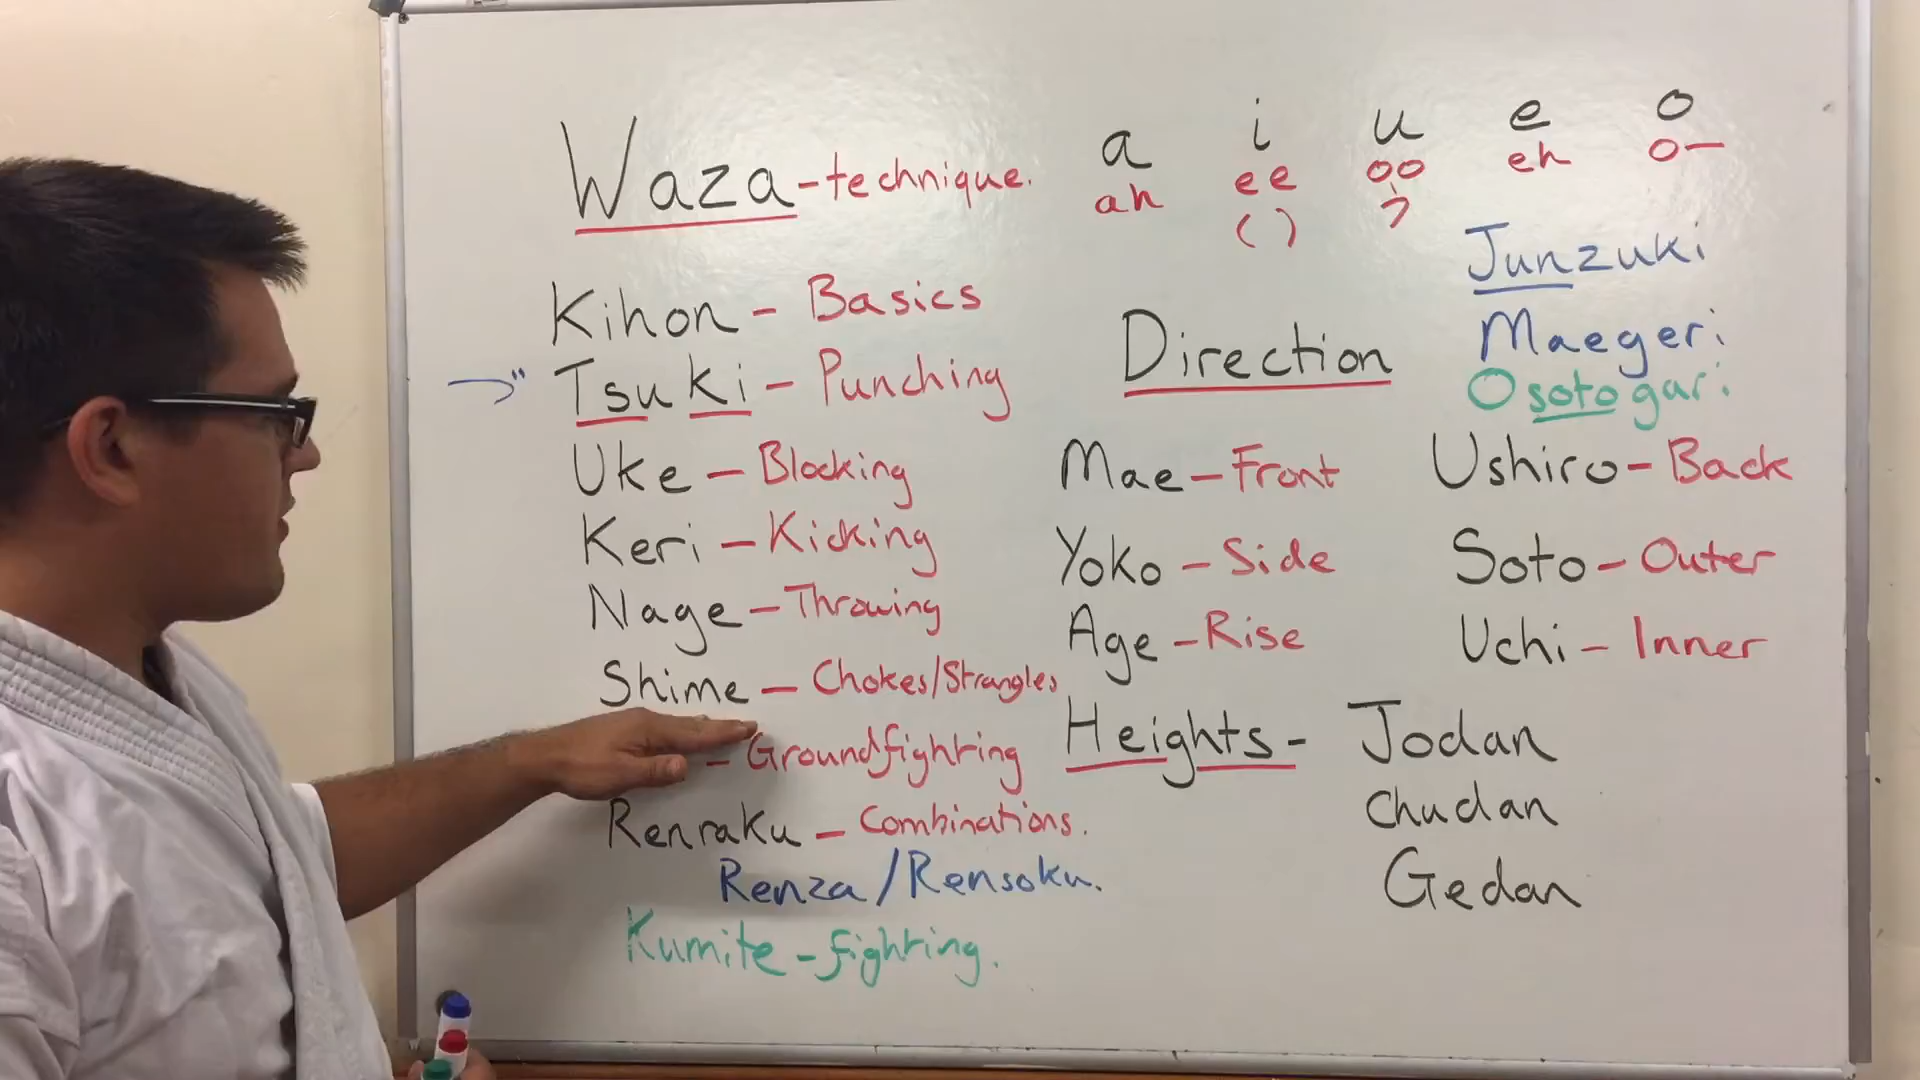 Waza - technique.
a i u e o
ah ee oo eh o—
( )
Kihon - Basics
Tsuki - Punching
Uke - Blocking
Keri - Kicking
Nage - Throwing
Shime - Chokes/Strangles
- Groundfighting
Renraku - Combinations.
Renza / Rensoku.
Kumite - fighting.
Junzuki
Maegeri
Osotogari
Direction
Mae - Front
Yoko - Side
Age - Rise
Ushiro - Back
Soto - Outer
Uchi - Inner
Heights - Jodan
Chudan
Gedan